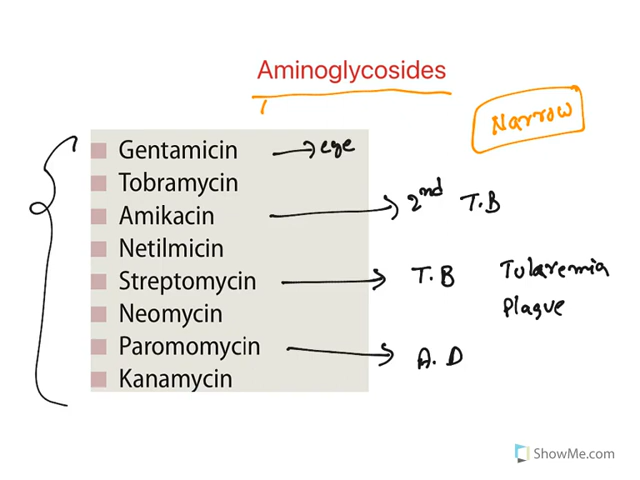 Aminoglycosides
Narrow
Gentamicin → eye
Tobramycin
Amikacin → 2nd T.B
Netilmicin
Streptomycin → T.B Tularemia
Plague
Neomycin
Paromomycin → A.D
Kanamycin
ShowMe.com